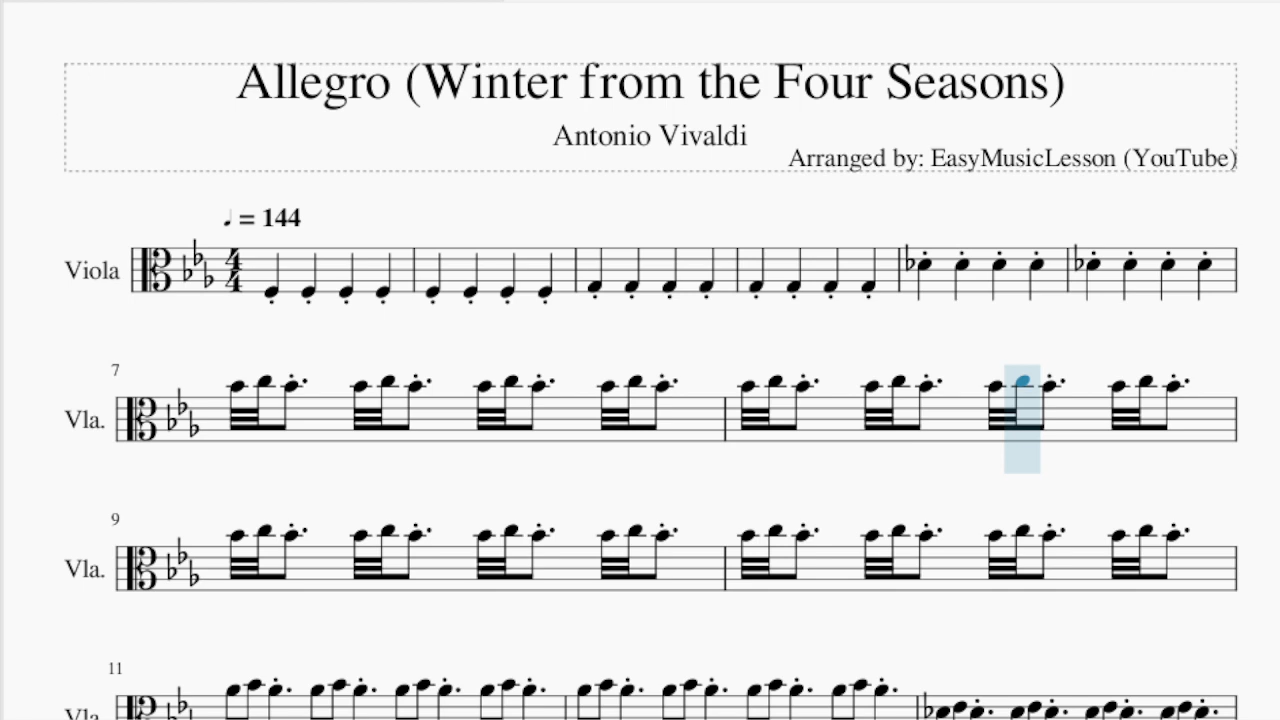 Allegro (Winter from the Four Seasons)
Antonio Vivaldi
Arranged by: EasyMusicLesson (YouTube)
♩ = 144
Viola
4
4
7
Vla.
9
Vla.
11
Vla.